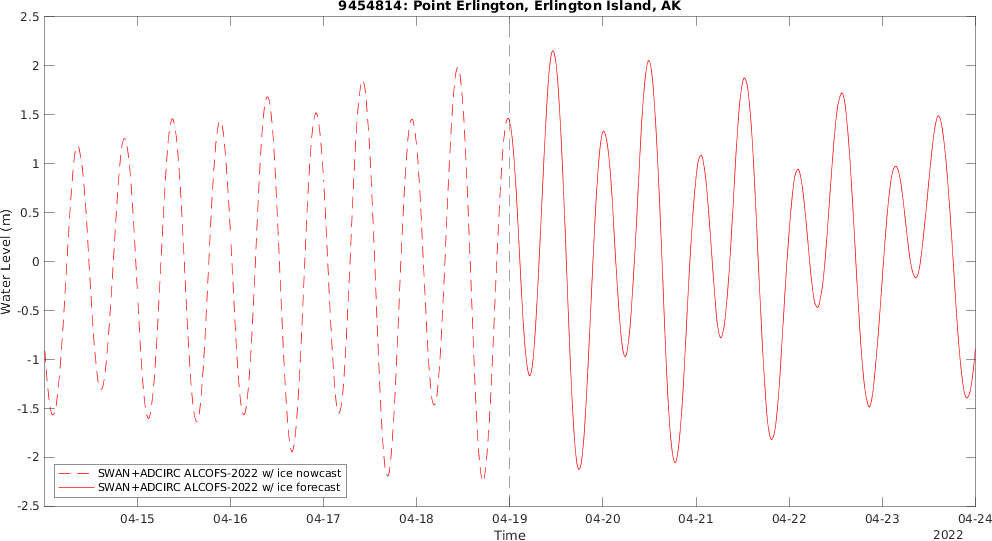 9454814: Point Erlington, Erlington Island, AK
2.5
2
1.5
1
0.5
0
-0.5
-1
-1.5
-2
-2.5
Water Level (m)
SWAN+ADCIRC ALCOFS-2022 w/ ice nowcast
SWAN+ADCIRC ALCOFS-2022 w/ ice forecast
04-15 04-16 04-17 04-18 04-19 04-20 04-21 04-22 04-23 04-24
Time
2022